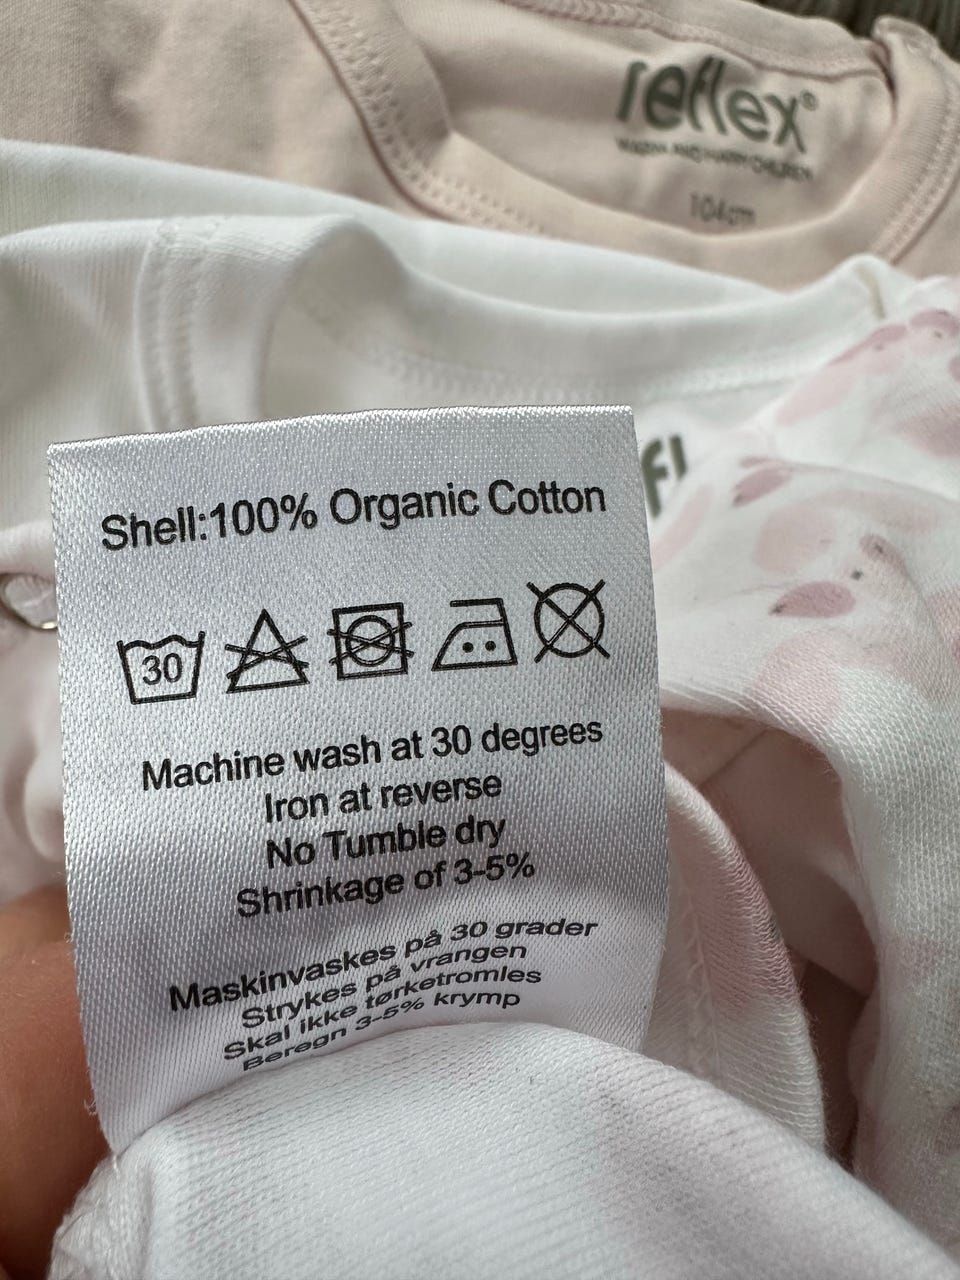 reflex®
104cm
fl
Shell:100% Organic Cotton
30
Machine wash at 30 degrees
Iron at reverse
No Tumble dry
Shrinkage of 3-5%
Maskinvaskes på 30 grader
Strykes på vrangen
Skal ikke tørketromles
Beregn 3-5% krymp